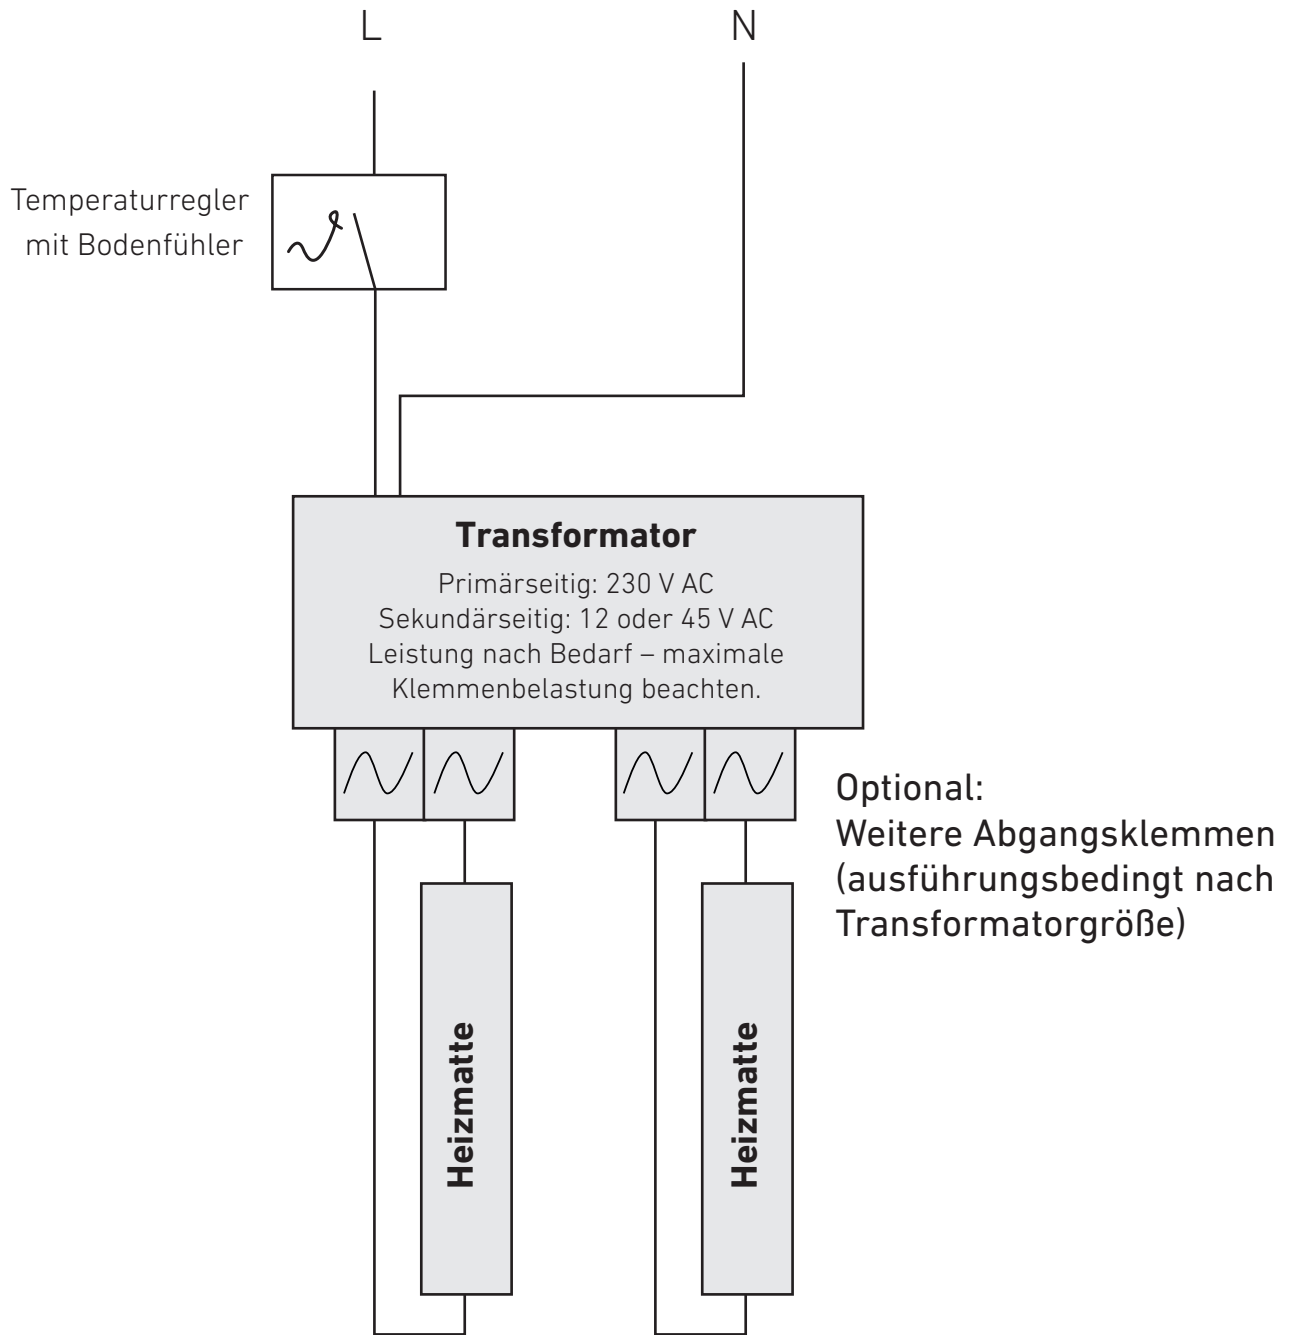 L
N
Temperaturregler
mit Bodenfühler
Transformator
Primärseitig: 230 V AC
Sekundärseitig: 12 oder 45 V AC
Leistung nach Bedarf – maximale
Klemmenbelastung beachten.
Optional:
Weitere Abgangsklemmen
(ausführungsbedingt nach
Transformatorgröße)
Heizmatte
Heizmatte